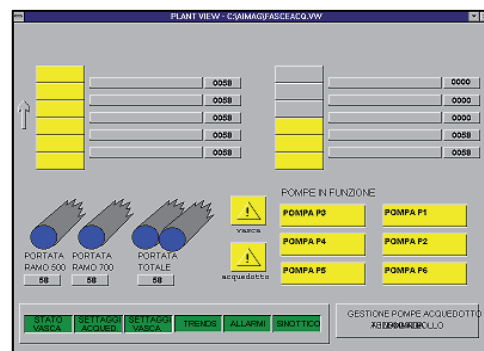 PLANT VIEW - C:\AIMAG\FASCEACQ.VW
0058
0058
0058
0058
0058
0000
0000
0000
0058
0058
POMPE IN FUNZIONE
POMPA P3
POMPA P1
vasca
POMPA P4
POMPA P2
acquedotto
POMPA P5
POMPA P6
PORTATA RAMO 500
58
PORTATA RAMO 700
58
PORTATA TOTALE
58
STATO VASCA
SETTAGGI ACQUED.
SETTAGGI VASCA
TRENDS
ALLARMI
SINOTTICO
GESTIONE POMPE ACQUEDOTTO